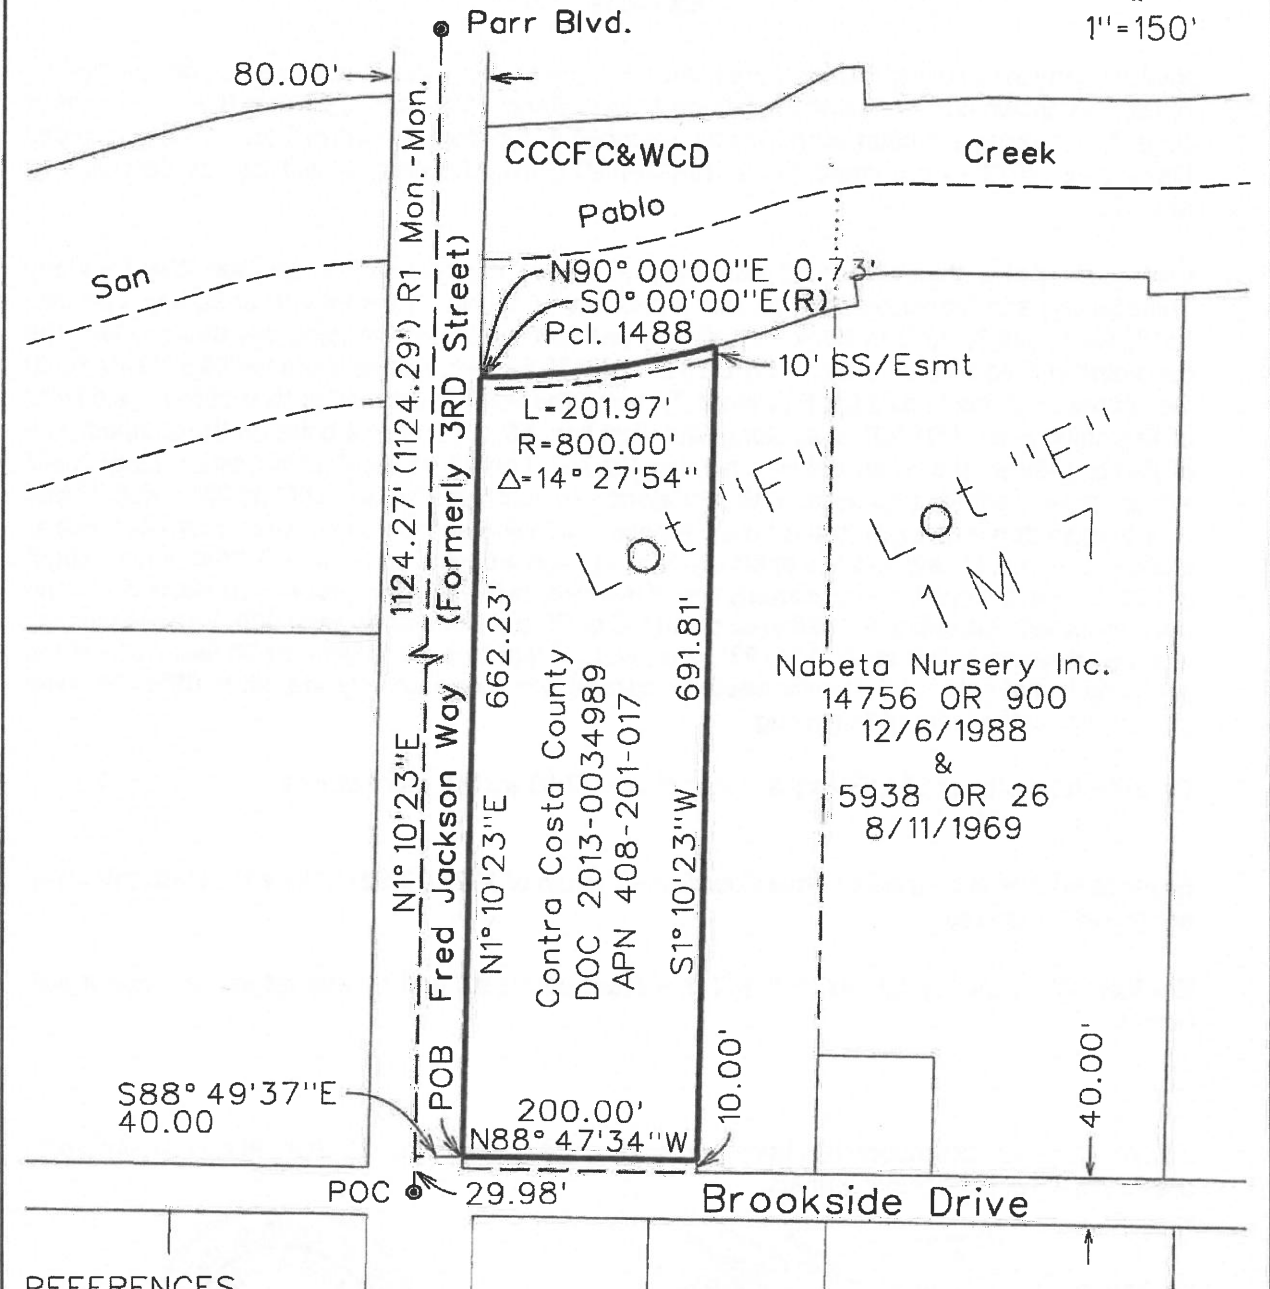 Parr Blvd.
1"=150'
80.00'
CCCFC&WCD
Creek
Pablo
San
N90°00'00"E 0.73'
S0°00'00"E(R)
Pcl. 1488
10' SS/Esmt
L=201.97'
R=800.00'
Δ=14°27'54"
1124.27' (1124.29') R1 Mon.-Mon.
N1°10'23"E
Fred Jackson Way (Formerly 3RD Street)
Lot "F"
Lot "E"
1 M 7
N1°10'23"E 662.23'
Contra Costa County
DOC 2013-0034989
APN 408-201-017
S1°10'23"W 691.81'
Nabeta Nursery Inc.
14756 OR 900
12/6/1988
&
5938 OR 26
8/11/1969
POB
S88°49'37"E
40.00
200.00'
N88°47'34"W
10.00'
40.00'
POC
29.98'
Brookside Drive
REFERENCES